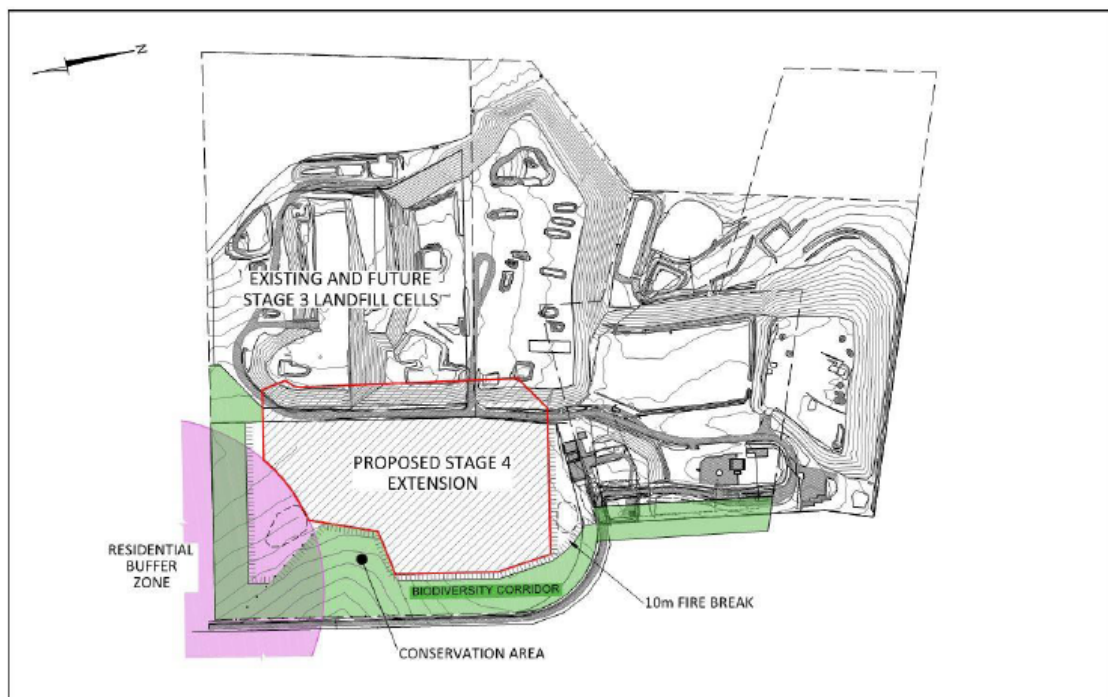 N
EXISTING AND FUTURE
STAGE 3 LANDFILL CELLS
PROPOSED STAGE 4
EXTENSION
RESIDENTIAL
BUFFER
ZONE
BIODIVERSITY CORRIDOR
10m FIRE BREAK
CONSERVATION AREA